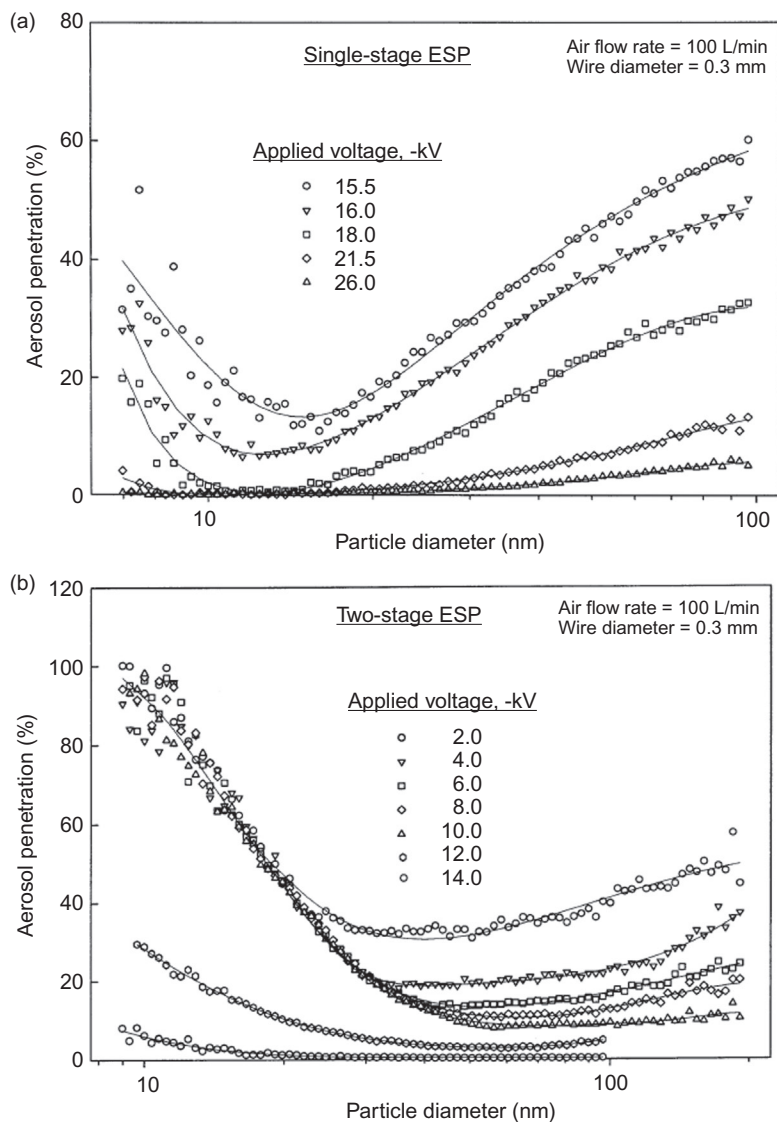 (a)
Single-stage ESP
Air flow rate = 100 L/min
Wire diameter = 0.3 mm
Applied voltage, -kV
15.5
16.0
18.0
21.5
26.0
Aerosol penetration (%)
80
60
40
20
0
10
100
Particle diameter (nm)
(b)
Two-stage ESP
Air flow rate = 100 L/min
Wire diameter = 0.3 mm
Applied voltage, -kV
2.0
4.0
6.0
8.0
10.0
12.0
14.0
Aerosol penetration (%)
120
100
80
60
40
20
0
10
100
Particle diameter (nm)